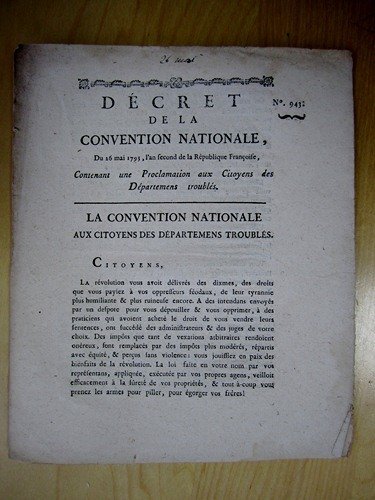 26 mai
DÉCRET
N°. 943.
DE LA
CONVENTION NATIONALE,
Du 26 mai 1793, l'an ſecond de la République Françoiſe,
Contenant une Proclamation aux Citoyens des
Départemens troublés.
LA CONVENTION NATIONALE
AUX CITOYENS DES DÉPARTEMENS TROUBLÉS.
CITOYENS,
LA révolution vous avoit délivrés des dixmes, des droits
que vous payiez à vos oppreſſeurs féodaux, de leur tyrannie
plus humiliante & plus ruineuſe encore. A des intendans envoyés
par un deſpote pour vous dépouiller & vous opprimer, à des
praticiens qui avoient acheté le droit de vous vendre leurs
ſentences, ont ſuccédé des adminiſtrateurs & des juges de votre
choix. Des impôts que tant de vexations arbitraires rendoient
onéreux, ſont remplacés par des impôts plus modérés, répartis
avec équité, & perçus ſans violence: vous jouiſſiez en paix des
bienfaits de la révolution. La loi faite en votre nom par vos
repréſentans, appliquée, exécutée par vos propres agens, veilloit
efficacement à la ſûreté de vos propriétés, & tout-à-coup vous
prenez les armes pour piller, pour égorger vos frères!